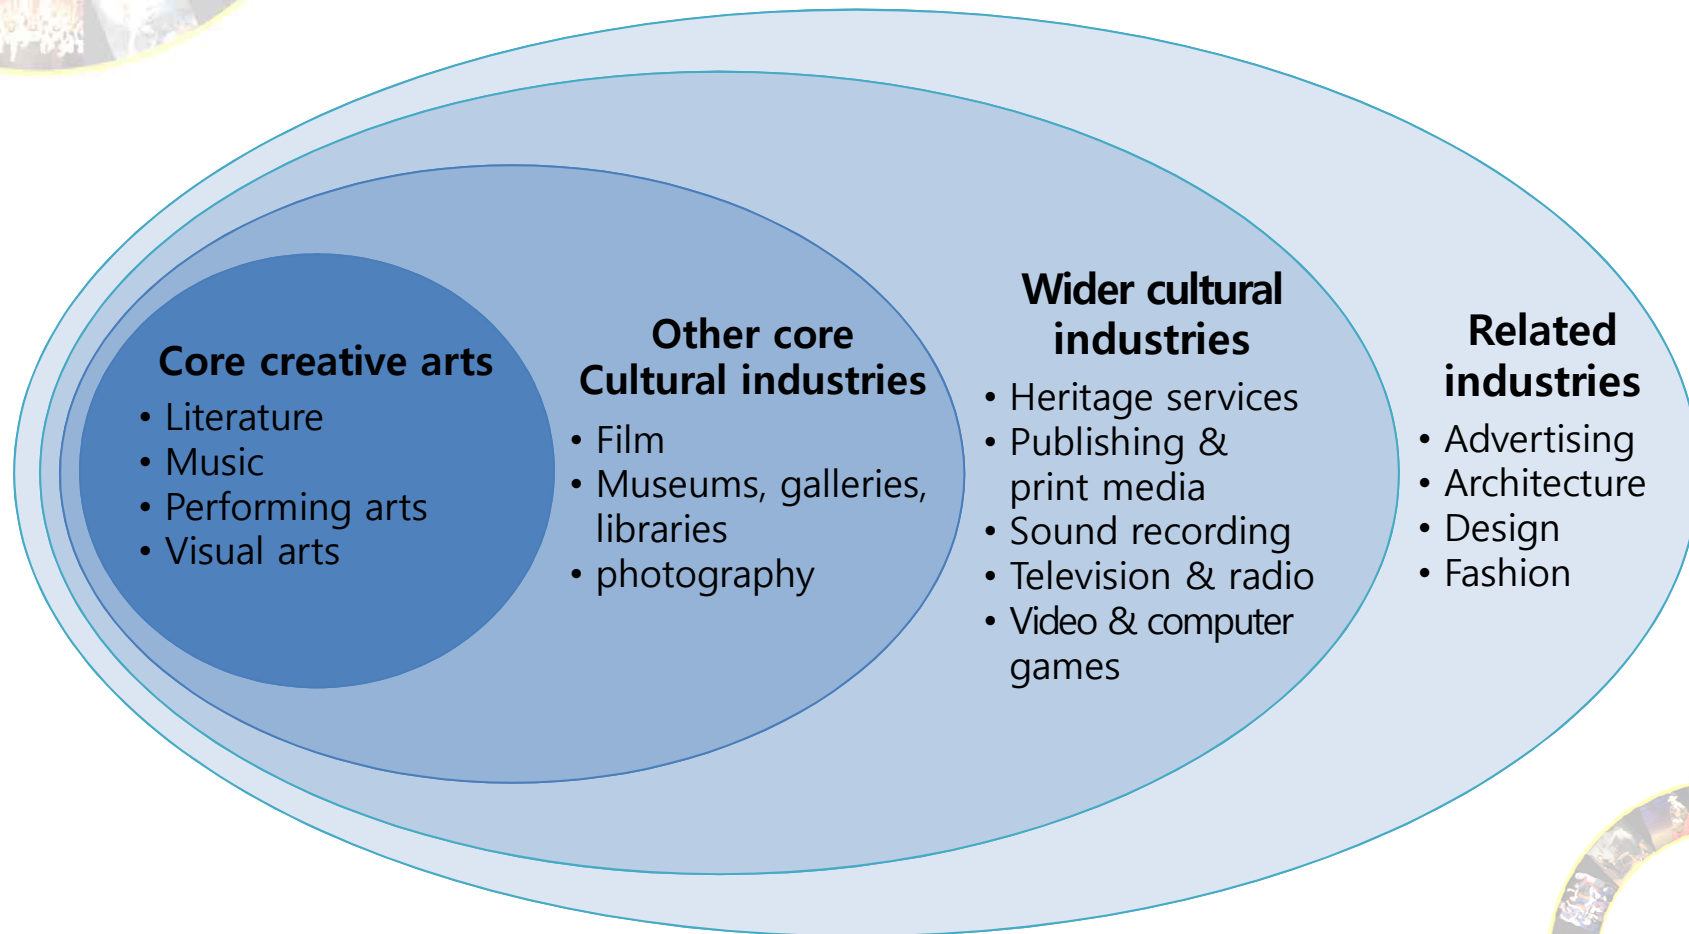 Core creative arts
• Literature
• Music
• Performing arts
• Visual arts
Other core
Cultural industries
• Film
• Museums, galleries,
libraries
• photography
Wider cultural
industries
• Heritage services
• Publishing &
print media
• Sound recording
• Television & radio
• Video & computer
games
Related
industries
• Advertising
• Architecture
• Design
• Fashion